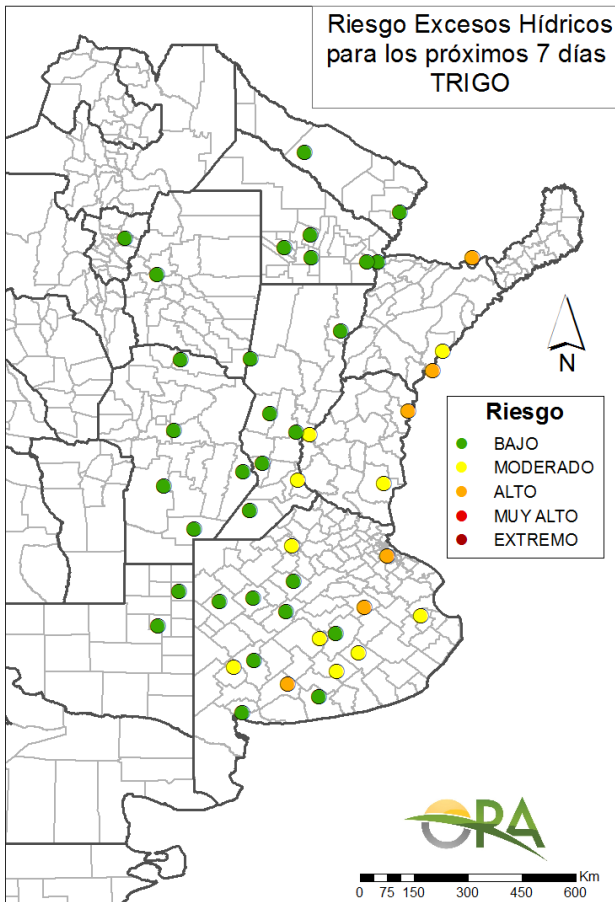 Riesgo Excesos Hídricos
para los próximos 7 días
TRIGO
N
Riesgo
BAJO
MODERADO
ALTO
MUY ALTO
EXTREMO
ORA
Km
0 75 150 300 450 600